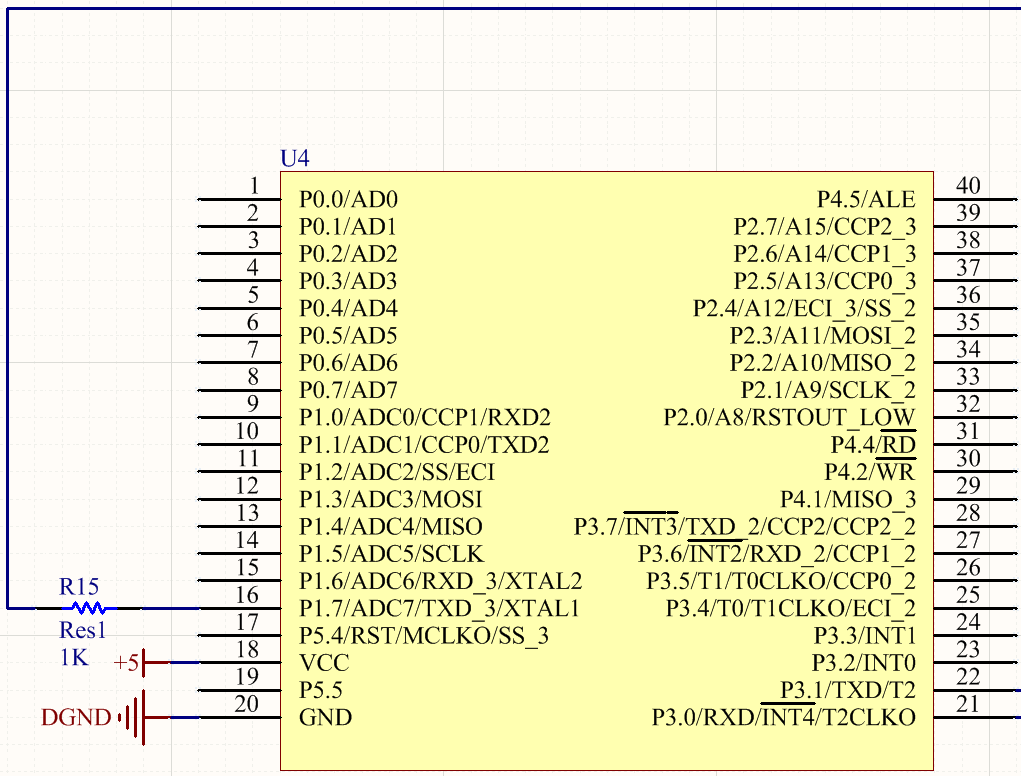 U4
1 P0.0/AD0 P4.5/ALE 40
2 P0.1/AD1 P2.7/A15/CCP2_3 39
3 P0.2/AD2 P2.6/A14/CCP1_3 38
4 P0.3/AD3 P2.5/A13/CCP0_3 37
5 P0.4/AD4 P2.4/A12/ECI_3/SS_2 36
6 P0.5/AD5 P2.3/A11/MOSI_2 35
7 P0.6/AD6 P2.2/A10/MISO_2 34
8 P0.7/AD7 P2.1/A9/SCLK_2 33
9 P1.0/ADC0/CCP1/RXD2 P2.0/A8/RSTOUT_LOW 32
10 P1.1/ADC1/CCP0/TXD2 P4.4/RD 31
11 P1.2/ADC2/SS/ECI P4.2/WR 30
12 P1.3/ADC3/MOSI P4.1/MISO_3 29
13 P1.4/ADC4/MISO P3.7/INT3/TXD_2/CCP2/CCP2_2 28
14 P1.5/ADC5/SCLK P3.6/INT2/RXD_2/CCP1_2 27
15 P1.6/ADC6/RXD_3/XTAL2 P3.5/T1/T0CLKO/CCP0_2 26
R15
16 P1.7/ADC7/TXD_3/XTAL1 P3.4/T0/T1CLKO/ECI_2 25
Res1
17 P5.4/RST/MCLKO/SS_3 P3.3/INT1 24
1K
+5 18 VCC P3.2/INT0 23
19 P5.5 P3.1/TXD/T2 22
DGND 20 GND P3.0/RXD/INT4/T2CLKO 21